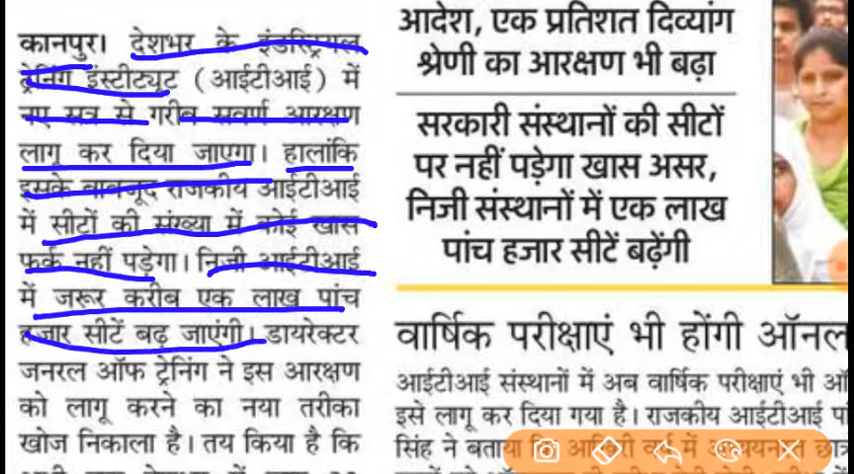 कानपुर। देशभर के इंडस्ट्रियल
ट्रेनिंग इंस्टीट्यूट (आईटीआई) में
नए सत्र से गरीब सवर्ण आरक्षण
लागू कर दिया जाएगा। हालांकि
इसके बावजूद राजकीय आईटीआई
में सीटों की संख्या में कोई खास
फर्क नहीं पड़ेगा। निजी आईटीआई
में जरूर करीब एक लाख पांच
हजार सीटें बढ़ जाएंगी। डायरेक्टर
जनरल ऑफ ट्रेनिंग ने इस आरक्षण
को लागू करने का नया तरीका
खोज निकाला है। तय किया है कि
आदेश, एक प्रतिशत दिव्यांग
श्रेणी का आरक्षण भी बढ़ा
सरकारी संस्थानों की सीटों
पर नहीं पड़ेगा खास असर,
निजी संस्थानों में एक लाख
पांच हजार सीटें बढ़ेंगी
वार्षिक परीक्षाएं भी होंगी ऑनल
आईटीआई संस्थानों में अब वार्षिक परीक्षाएं भी ऑ
इसे लागू कर दिया गया है। राजकीय आईटीआई पा
सिंह ने बताया कि में छात्र